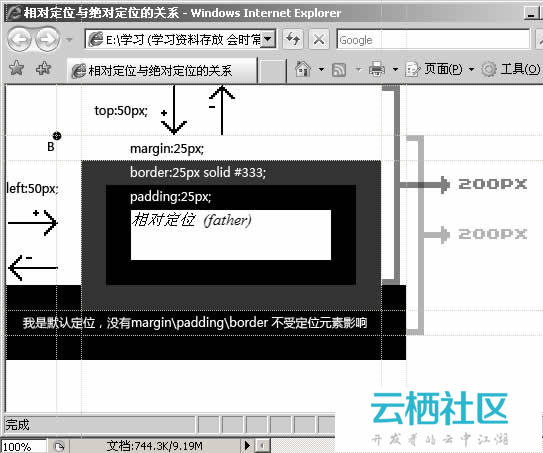 相对定位与绝对定位的关系 - Windows Internet Explorer
E:\学习 (学习资料存放 会时常
Google
相对定位与绝对定位的关系
页面(P)
工具(O)
top:50px;
+
-
B
margin:25px;
border:25px solid #333;
left:50px;
padding:25px;
200PX
相对定位 (father)
+
200PX
-
我是默认定位，没有margin\padding\border 不受定位元素影响
完成
云栖社区
开发者的云中江湖
100%
文档:744.3K/9.19M